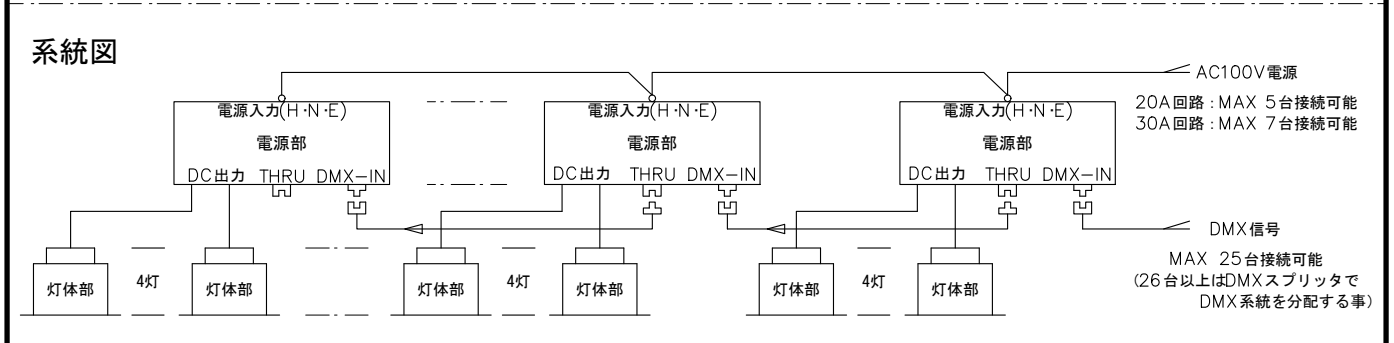 系統図
AC100V電源
20A回路：MAX 5台接続可能
30A回路：MAX 7台接続可能
電源入力(H・N・E)
電源部
DC出力 THRU DMX-IN
電源入力(H・N・E)
電源部
DC出力 THRU DMX-IN
電源入力(H・N・E)
電源部
DC出力 THRU DMX-IN
DMX信号
MAX 25台接続可能
(26台以上はDMXスプリッタで
DMX系統を分配する事)
灯体部 4灯 灯体部
灯体部 4灯 灯体部
灯体部 4灯 灯体部